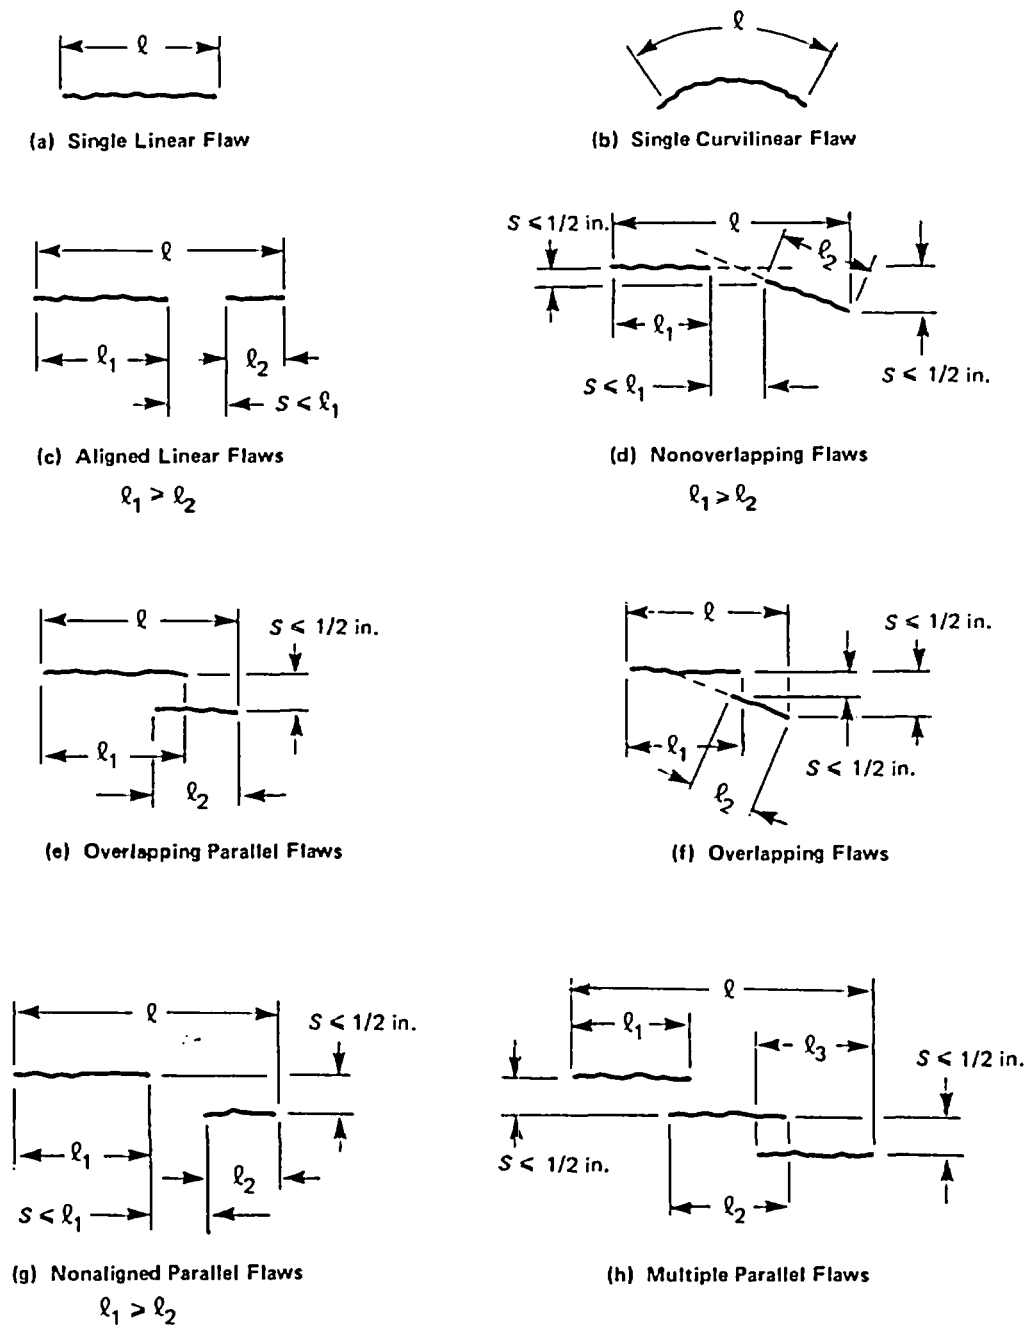 ℓ
(a) Single Linear Flaw
ℓ
(b) Single Curvilinear Flaw
ℓ
ℓ₁
ℓ₂
S < ℓ₁
(c) Aligned Linear Flaws
ℓ₁ > ℓ₂
S ≤ 1/2 in.
ℓ
ℓ₂
ℓ₁
S < ℓ₁
S ≤ 1/2 in.
(d) Nonoverlapping Flaws
ℓ₁ > ℓ₂
ℓ
S ≤ 1/2 in.
ℓ₁
ℓ₂
(e) Overlapping Parallel Flaws
ℓ
S ≤ 1/2 in.
ℓ₁
S ≤ 1/2 in.
ℓ₂
(f) Overlapping Flaws
ℓ
S ≤ 1/2 in.
ℓ₁
ℓ₂
S < ℓ₁
(g) Nonaligned Parallel Flaws
ℓ₁ > ℓ₂
ℓ
ℓ₁
ℓ₃
S ≤ 1/2 in.
S ≤ 1/2 in.
ℓ₂
(h) Multiple Parallel Flaws